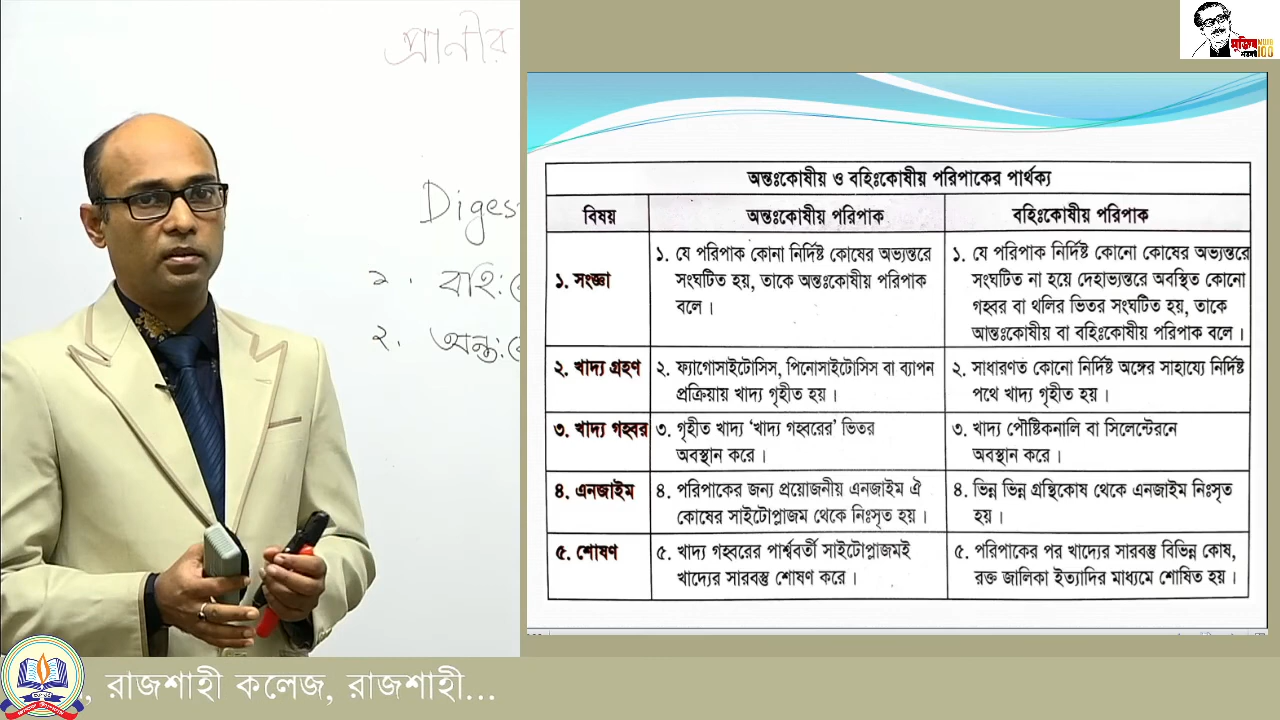 প্রাণীর
Digest
২. বহি:
২. অন্ত:
মুজিব
100
অন্তঃকোষীয় ও বহিঃকোষীয় পরিপাকের পার্থক্য
বিষয় অন্তঃকোষীয় পরিপাক বহিঃকোষীয় পরিপাক
১. সংজ্ঞা
১. যে পরিপাক কোনা নির্দিষ্ট কোষের অভ্যন্তরে
সংঘটিত হয়, তাকে অন্তঃকোষীয় পরিপাক
বলে।
১. যে পরিপাক নির্দিষ্ট কোনো কোষের অভ্যন্তরে
সংঘটিত না হয়ে দেহাভ্যন্তরে অবস্থিত কোনো
গহ্বর বা থলির ভিতর সংঘটিত হয়, তাকে
আন্তঃকোষীয় বা বহিঃকোষীয় পরিপাক বলে।
২. খাদ্য গ্রহণ
২. ফ্যাগোসাইটোসিস, পিনোসাইটোসিস বা ব্যাপন
প্রক্রিয়ায় খাদ্য গৃহীত হয়।
২. সাধারণত কোনো নির্দিষ্ট অঙ্গের সাহায্যে নির্দিষ্ট
পথে খাদ্য গৃহীত হয়।
৩. খাদ্য গহ্বর
৩. গৃহীত খাদ্য ‘খাদ্য গহ্বরের’ ভিতর
অবস্থান করে।
৩. খাদ্য পৌষ্টিকনালি বা সিলেন্টেরনে
অবস্থান করে।
৪. এনজাইম
৪. পরিপাকের জন্য প্রয়োজনীয় এনজাইম ঐ
কোষের সাইটোপ্লাজম থেকে নিঃসৃত হয়।
৪. ভিন্ন ভিন্ন গ্রন্থিকোষ থেকে এনজাইম নিঃসৃত
হয়।
৫. শোষণ
৫. খাদ্য গহ্বরের পার্শ্ববর্তী সাইটোপ্লাজমই
খাদ্যের সারবস্তু শোষণ করে।
৫. পরিপাকের পর খাদ্যের সারবস্তু বিভিন্ন কোষ,
রক্ত জালিকা ইত্যাদির মাধ্যমে শোষিত হয়।
, রাজশাহী কলেজ, রাজশাহী...